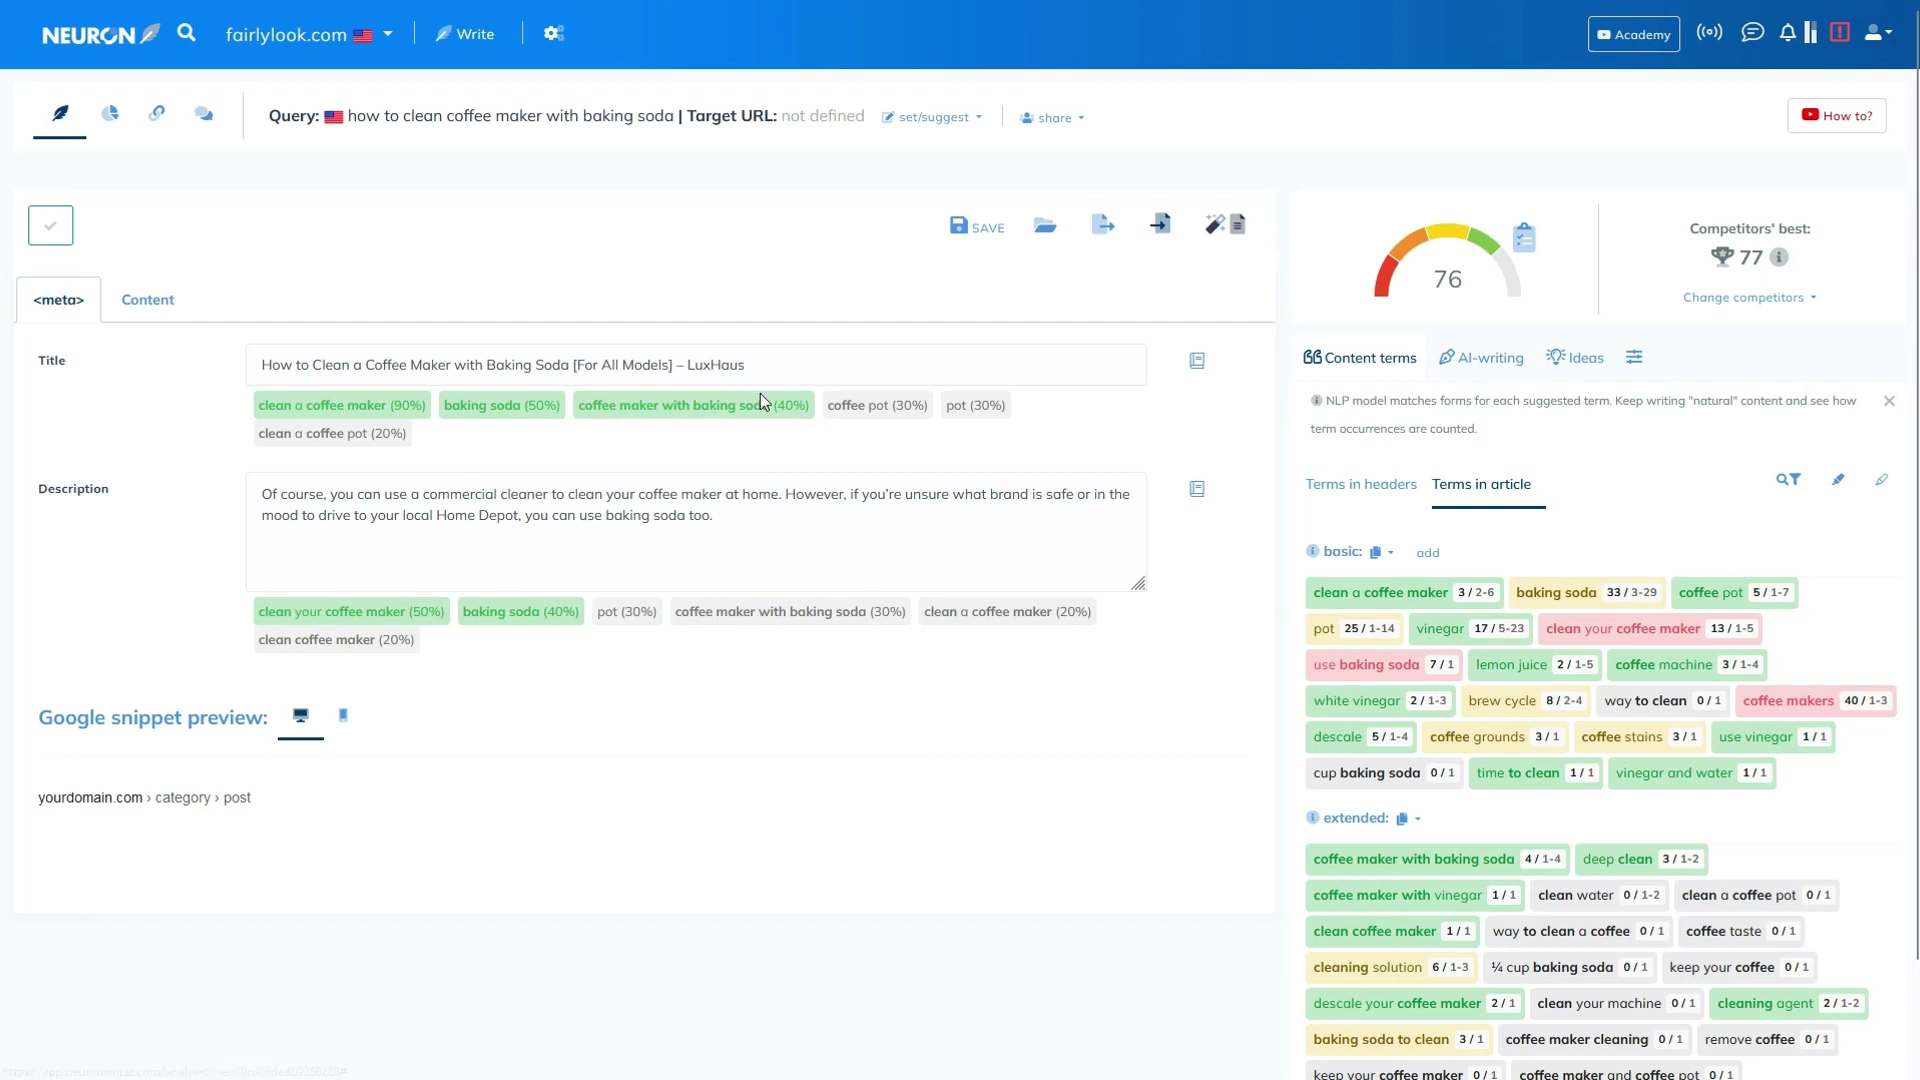 NEURON
fairlylook.com
Write
Academy
Query: how to clean coffee maker with baking soda | Target URL: not defined
set/suggest
share
How to?
SAVE
<meta>
Content
Title
How to Clean a Coffee Maker with Baking Soda [For All Models] – LuxHaus
clean a coffee maker (90%) baking soda (50%) coffee maker with baking soda (40%) coffee pot (30%) pot (30%)
clean a coffee pot (20%)
Description
Of course, you can use a commercial cleaner to clean your coffee maker at home. However, if you’re unsure what brand is safe or in the
mood to drive to your local Home Depot, you can use baking soda too.
clean your coffee maker (50%) baking soda (40%) pot (30%) coffee maker with baking soda (30%) clean a coffee maker (20%)
clean coffee maker (20%)
Google snippet preview:
yourdomain.com › category › post
76
Competitors' best:
77
Change competitors
Content terms
AI-writing
Ideas
NLP model matches forms for each suggested term. Keep writing "natural" content and see how
term occurrences are counted.
Terms in headers
Terms in article
basic:
add
clean a coffee maker 3 / 2-6 baking soda 33 / 3-29 coffee pot 5 / 1-7
pot 25 / 1-14 vinegar 17 / 5-23 clean your coffee maker 13 / 1-5
use baking soda 7 / 1 lemon juice 2 / 1-5 coffee machine 3 / 1-4
white vinegar 2 / 1-3 brew cycle 8 / 2-4 way to clean 0 / 1 coffee makers 40 / 1-3
descale 5 / 1-4 coffee grounds 3 / 1 coffee stains 3 / 1 use vinegar 1 / 1
cup baking soda 0 / 1 time to clean 1 / 1 vinegar and water 1 / 1
extended:
coffee maker with baking soda 4 / 1-4 deep clean 3 / 1-2
coffee maker with vinegar 1 / 1 clean water 0 / 1-2 clean a coffee pot 0 / 1
clean coffee maker 1 / 1 way to clean a coffee 0 / 1 coffee taste 0 / 1
cleaning solution 6 / 1-3 ¼ cup baking soda 0 / 1 keep your coffee 0 / 1
descale your coffee maker 2 / 1 clean your machine 0 / 1 cleaning agent 2 / 1-2
baking soda to clean 3 / 1 coffee maker cleaning 0 / 1 remove coffee 0 / 1
keep your coffee maker 0 / 1 coffee maker and coffee pot 0 / 1